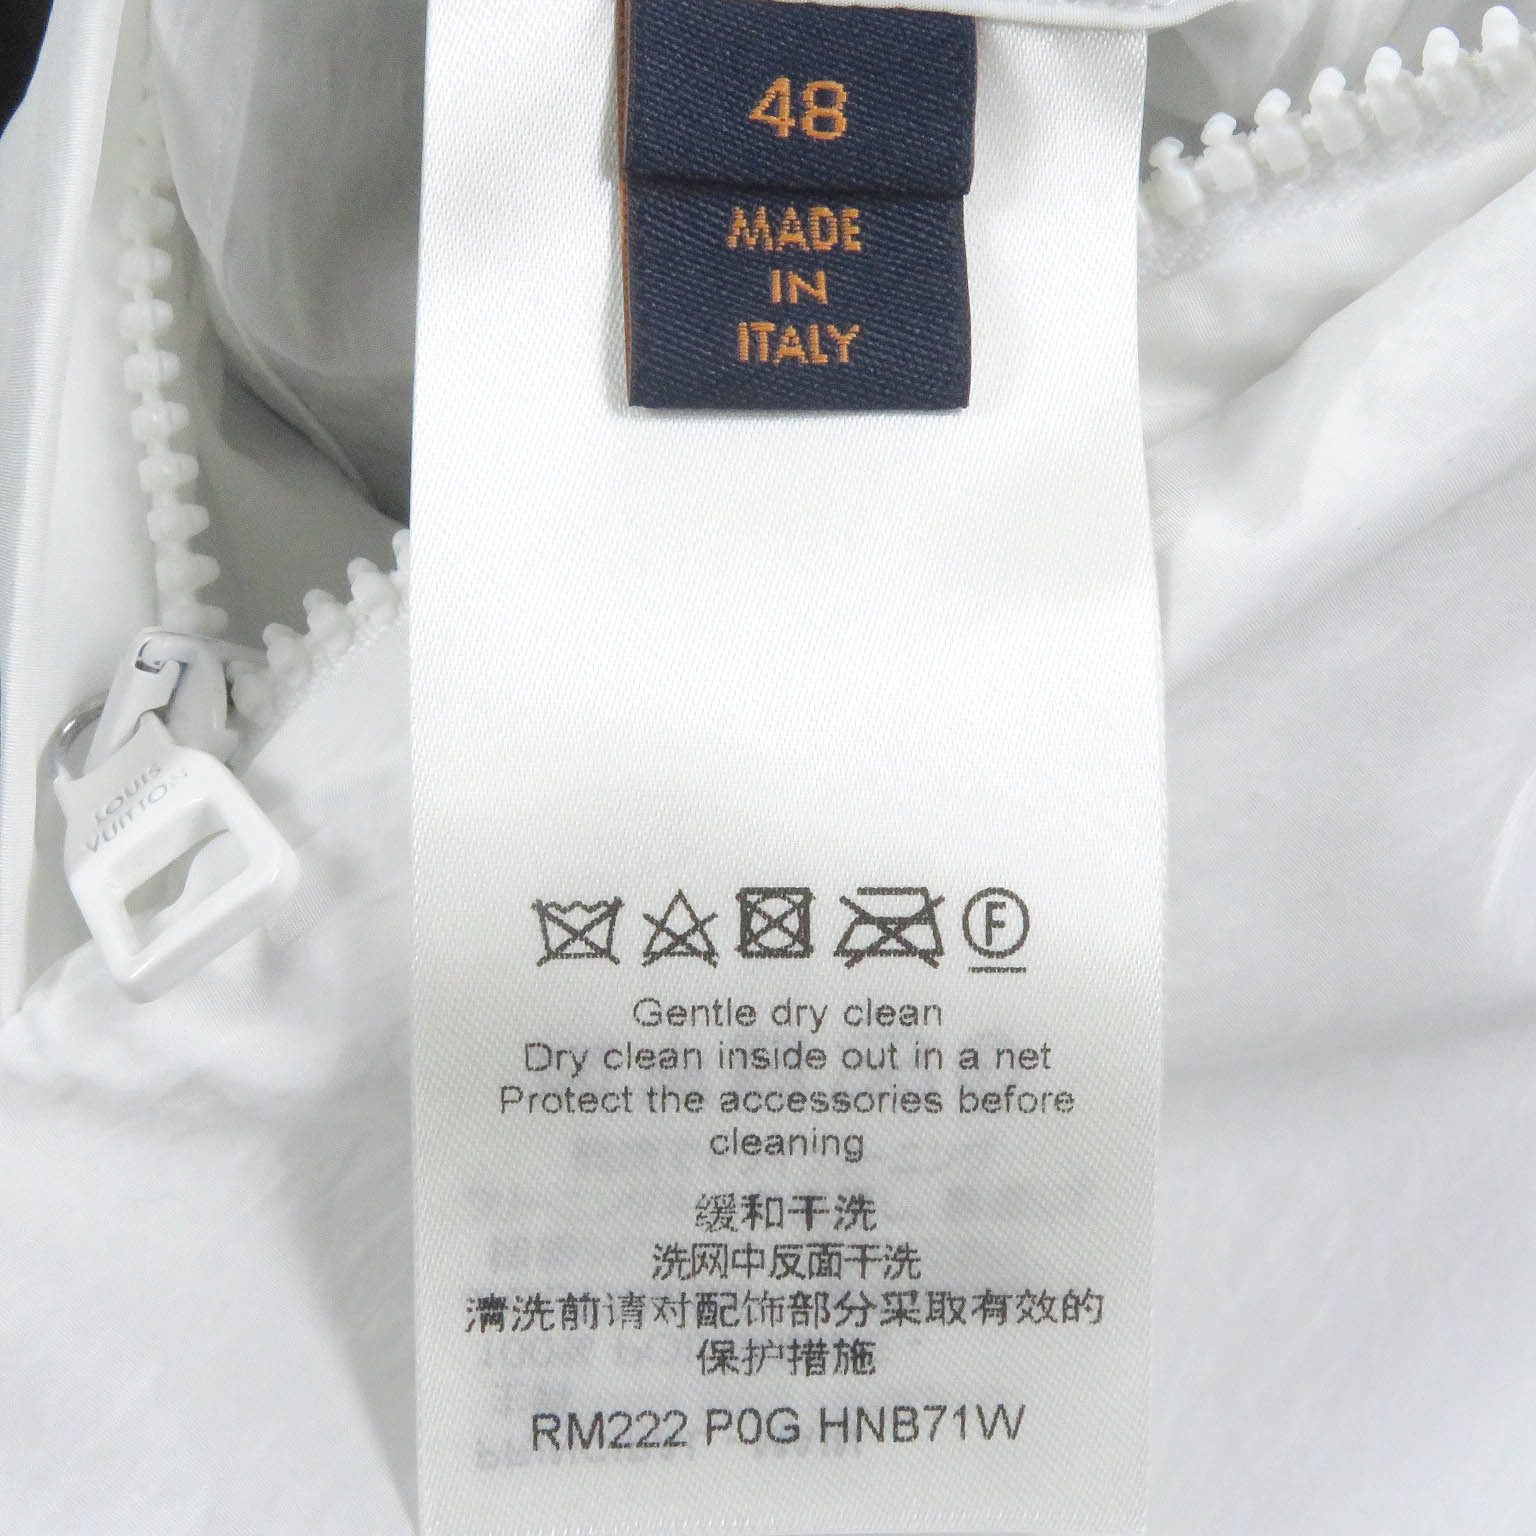 48
MADE
IN
ITALY
LOUIS
VUITTON
F
Gentle dry clean
Dry clean inside out in a net
Protect the accessories before
cleaning
缓和干洗
洗网中反面干洗
清洗前请对配饰部分采取有效的
保护措施
RM222 P0G HNB71W